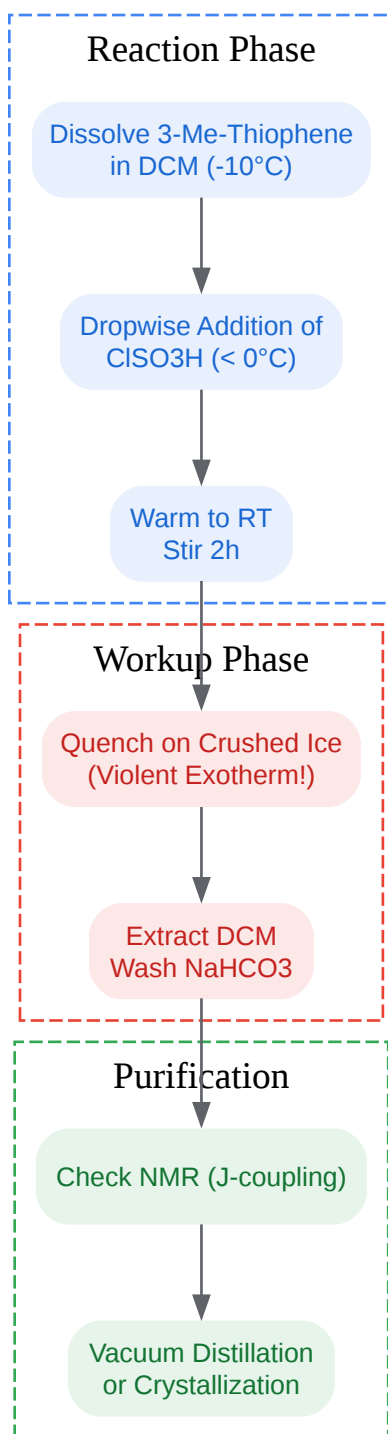 Reaction Phase
Dissolve 3-Me-Thiophene
in DCM (-10°C)
Dropwise Addition of
ClSO3H (< 0°C)
Warm to RT
Stir 2h
Workup Phase
Quench on Crushed Ice
(Violent Exotherm!)
Extract DCM
Wash NaHCO3
Purification
Check NMR (J-coupling)
Vacuum Distillation
or Crystallization